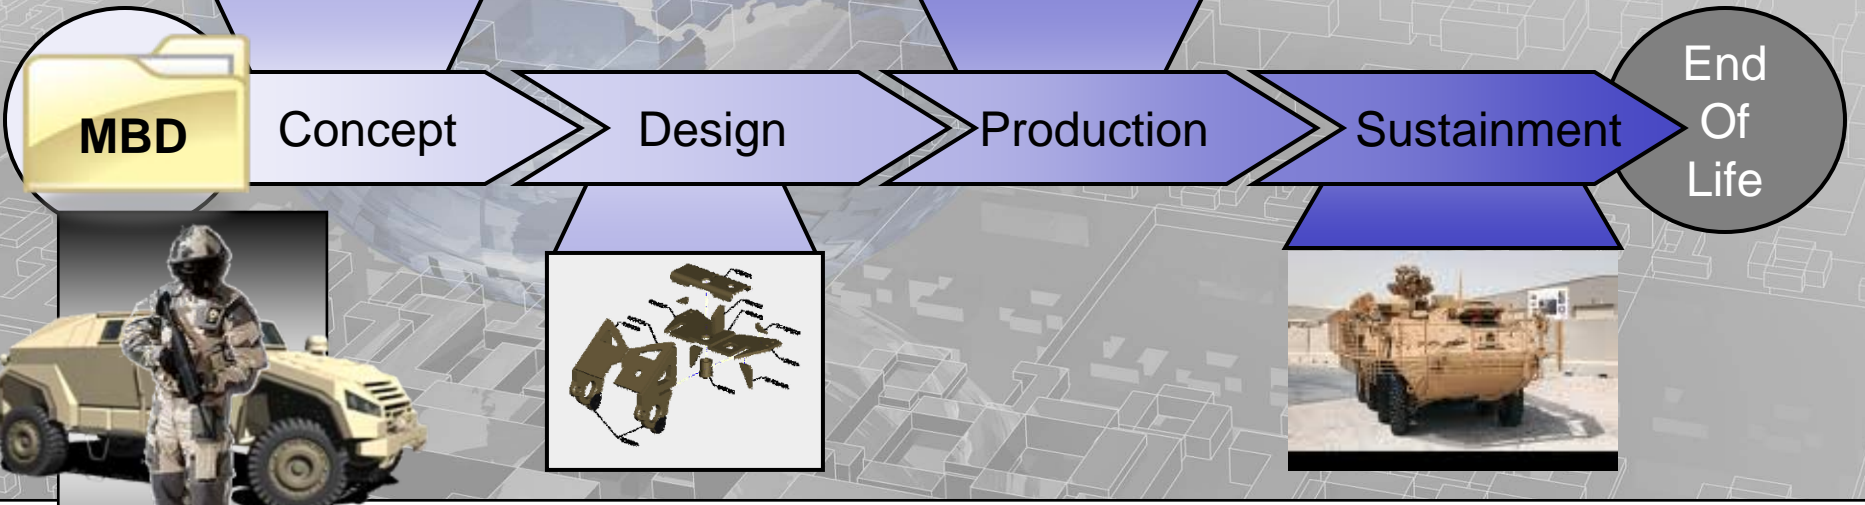 MBD
Concept
Design
Production
Sustainment
End
Of
Life